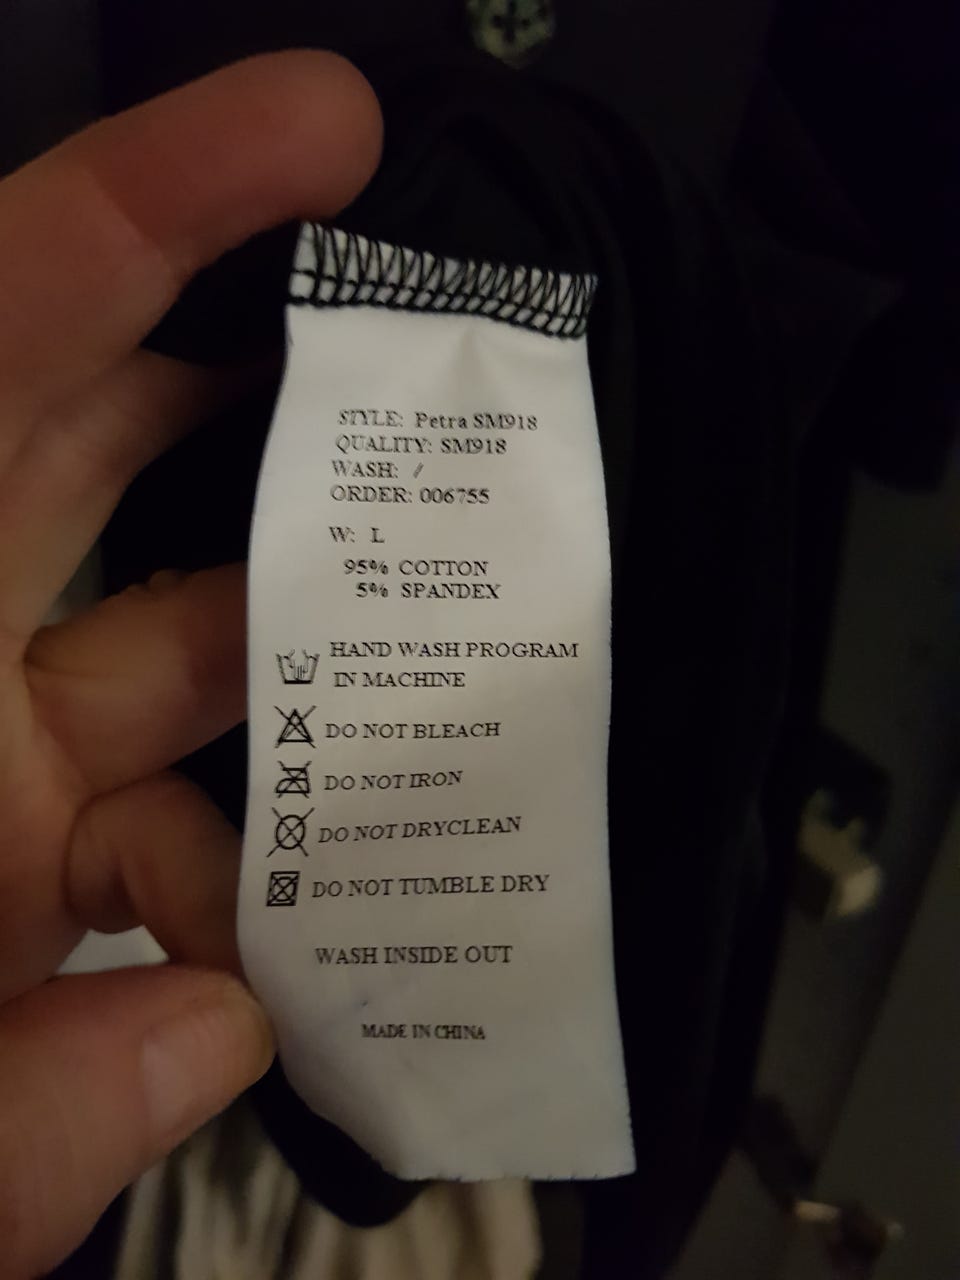 STYLE: Petra SM918
QUALITY: SM918
WASH: /
ORDER: 006755
W: L
95% COTTON
5% SPANDEX
HAND WASH PROGRAM
IN MACHINE
DO NOT BLEACH
DO NOT IRON
DO NOT DRYCLEAN
DO NOT TUMBLE DRY
WASH INSIDE OUT
MADE IN CHINA